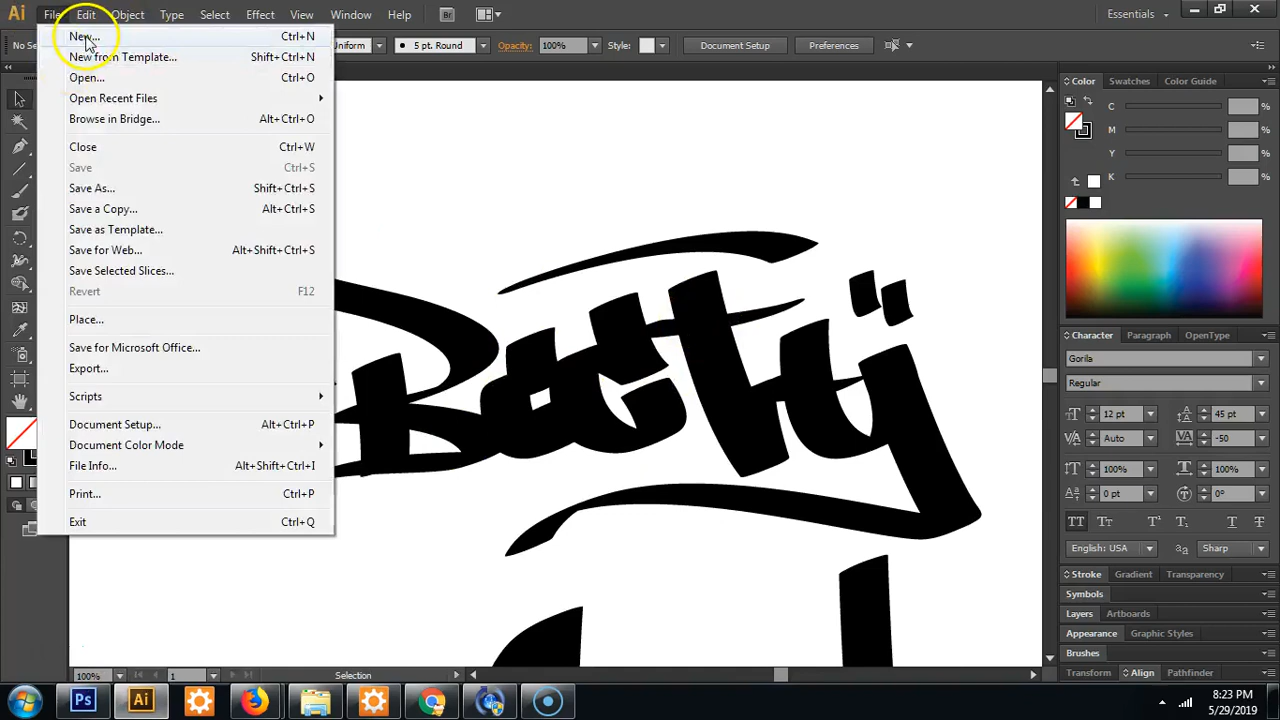 Ai File Edit Object Type Select Effect View Window Help Br Essentials
Uniform 5 pt. Round Opacity: 100% Style: Document Setup Preferences
New... Ctrl+N
New from Template... Shift+Ctrl+N
Open... Ctrl+O
Open Recent Files
Browse in Bridge... Alt+Ctrl+O
Close Ctrl+W
Save Ctrl+S
Save As... Shift+Ctrl+S
Save a Copy... Alt+Ctrl+S
Save as Template...
Save for Web... Alt+Shift+Ctrl+S
Save Selected Slices...
Revert F12
Place...
Save for Microsoft Office...
Export...
Scripts
Document Setup... Alt+Ctrl+P
Document Color Mode
File Info... Alt+Shift+Ctrl+I
Print... Ctrl+P
Exit Ctrl+Q
Color Swatches Color Guide
C %
M %
Y %
K %
Character Paragraph OpenType
Gorila
Regular
12 pt 45 pt
Auto -50
100% 100%
0 pt 0°
English: USA Sharp
Stroke Gradient Transparency
Symbols
Layers Artboards
Appearance Graphic Styles
Brushes
Transform Align Pathfinder
100% 1 Selection
Ps Ai
8:23 PM
5/29/2019